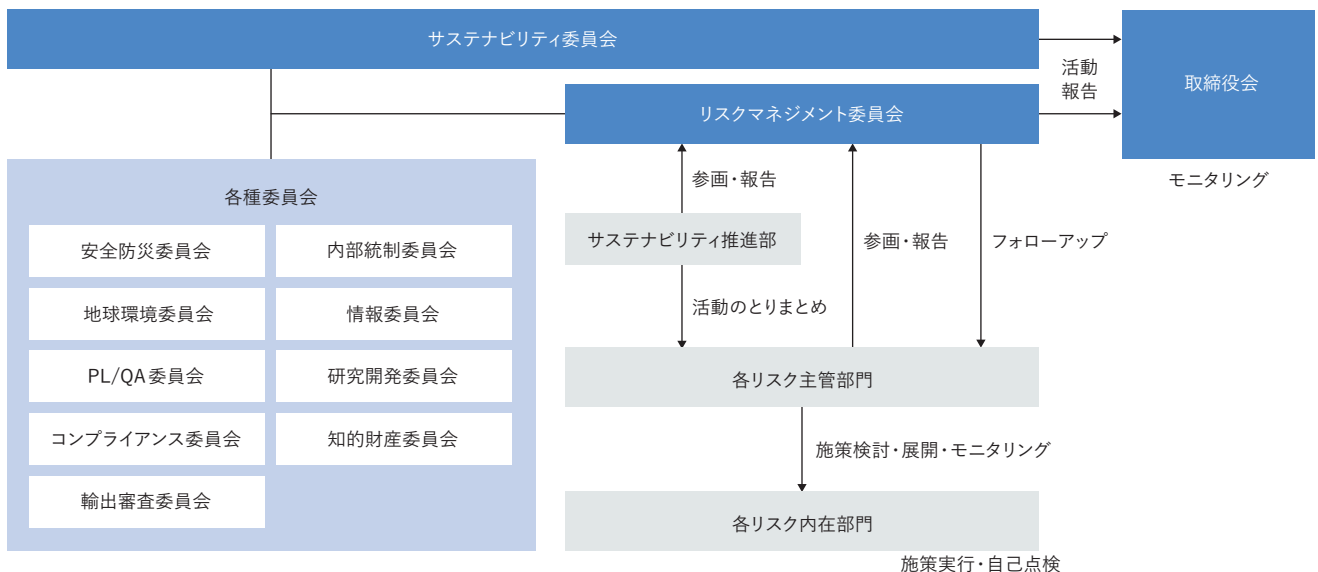 サステナビリティ委員会
活動
報告
取締役会
リスクマネジメント委員会
モニタリング
各種委員会
安全防災委員会
内部統制委員会
地球環境委員会
情報委員会
PL/QA委員会
研究開発委員会
コンプライアンス委員会
知的財産委員会
輸出審査委員会
参画・報告
サステナビリティ推進部
参画・報告
フォローアップ
活動のとりまとめ
各リスク主管部門
施策検討・展開・モニタリング
各リスク内在部門
施策実行・自己点検